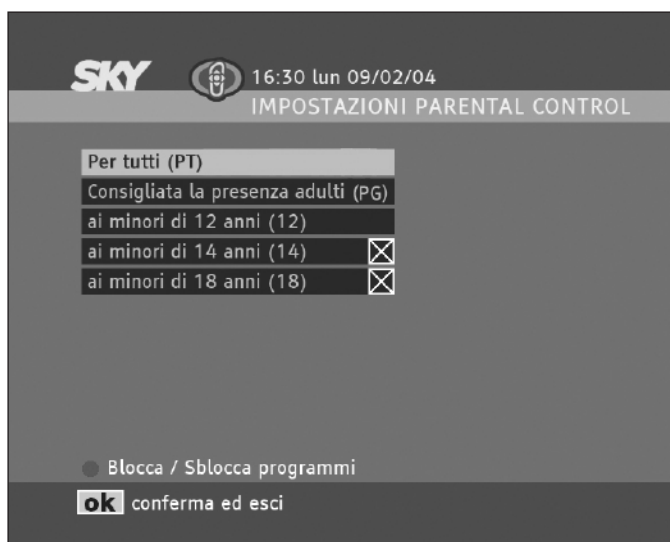 SKY 16:30 lun 09/02/04
IMPOSTAZIONI PARENTAL CONTROL
Per tutti (PT)
Consigliata la presenza adulti (PG)
ai minori di 12 anni (12)
ai minori di 14 anni (14)
ai minori di 18 anni (18)
Blocca / Sblocca programmi
ok conferma ed esci